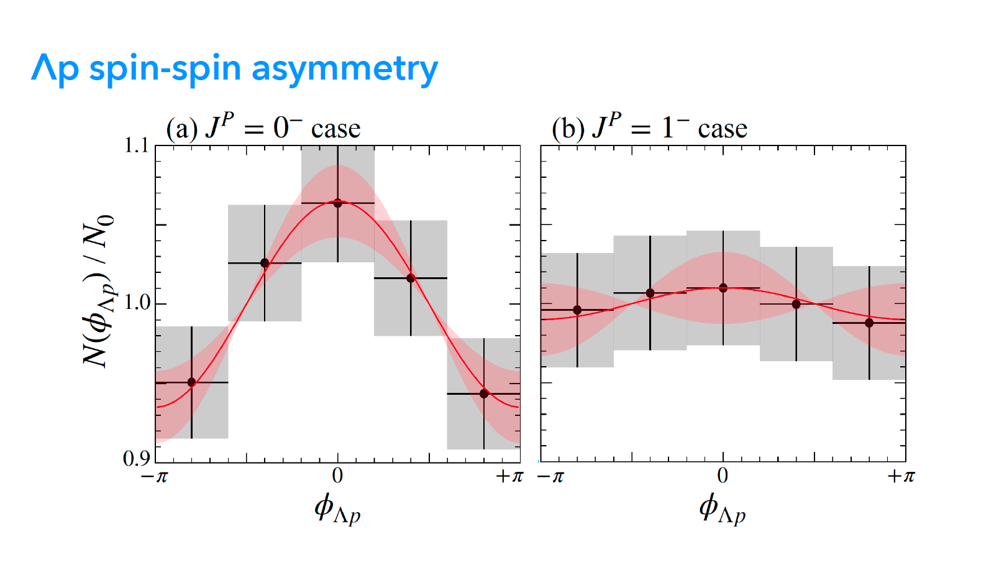 Λp spin-spin asymmetry
(a) J^P = 0^− case
(b) J^P = 1^− case
N(ϕ_Λp) / N_0
1.1
1.0
0.9
−π 0 +π
−π 0 +π
ϕ_Λp
ϕ_Λp